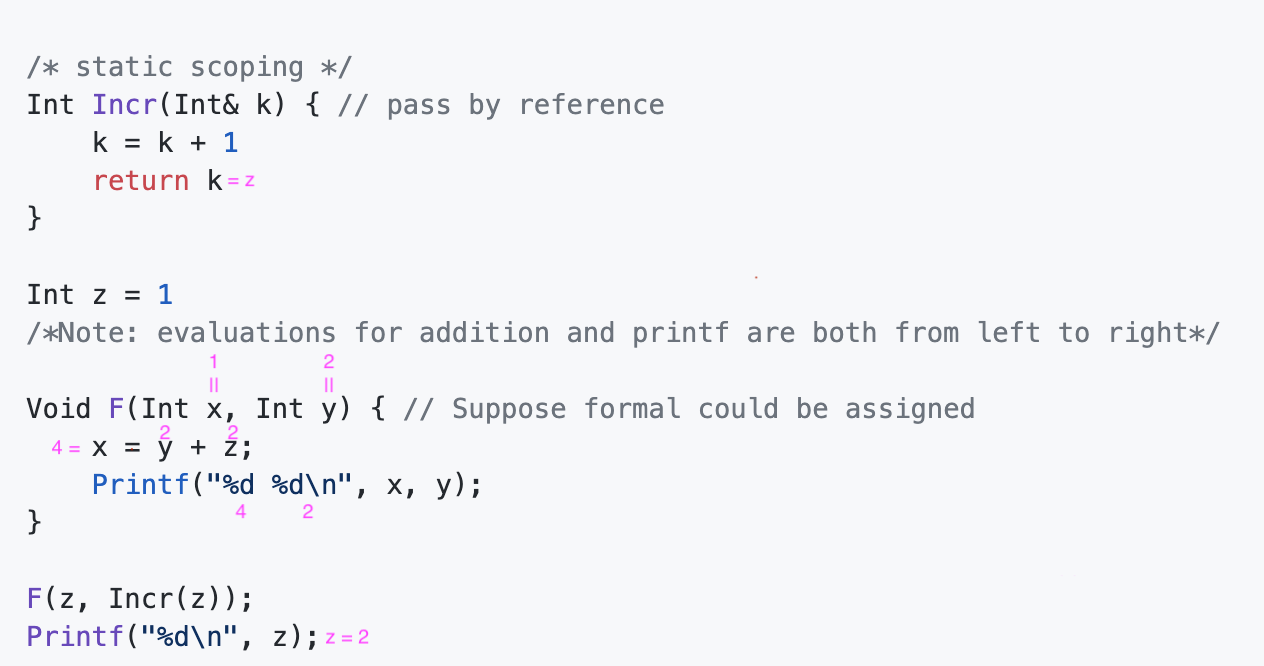 /* static scoping */
Int Incr(Int& k) { // pass by reference
k = k + 1
return k = z
}
Int z = 1
/*Note: evaluations for addition and printf are both from left to right*/
1 2
|| ||
Void F(Int x, Int y) { // Suppose formal could be assigned
2 2
4 = x = y + z;
Printf("%d %d\n", x, y);
4 2
}
F(z, Incr(z));
Printf("%d\n", z); z = 2